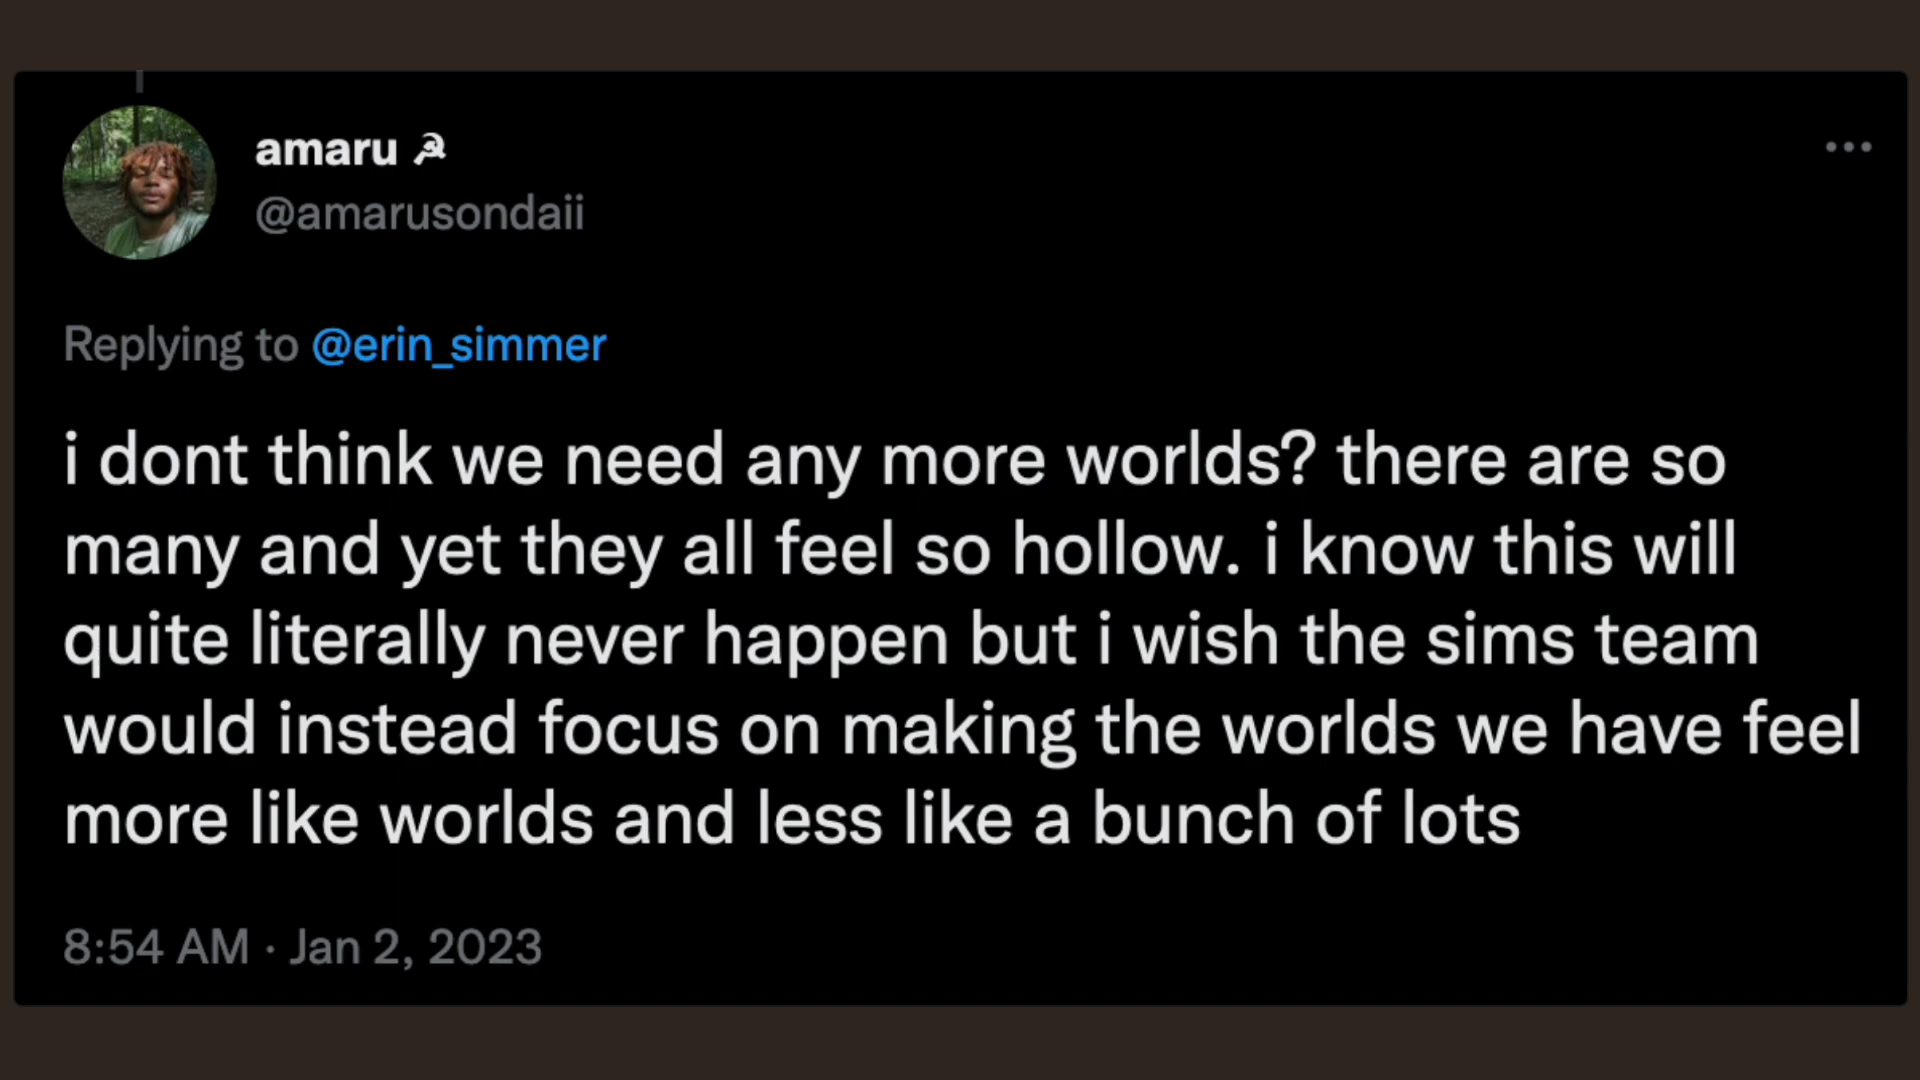 amaru ☭
@amarusondaii
Replying to @erin_simmer
i dont think we need any more worlds? there are so
many and yet they all feel so hollow. i know this will
quite literally never happen but i wish the sims team
would instead focus on making the worlds we have feel
more like worlds and less like a bunch of lots
8:54 AM · Jan 2, 2023